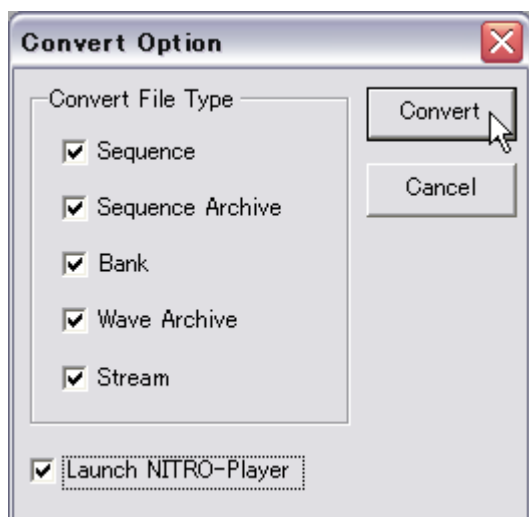 Convert Option
Convert File Type
Convert
Sequence
Sequence Archive
Cancel
Bank
Wave Archive
Stream
Launch NITRO-Player